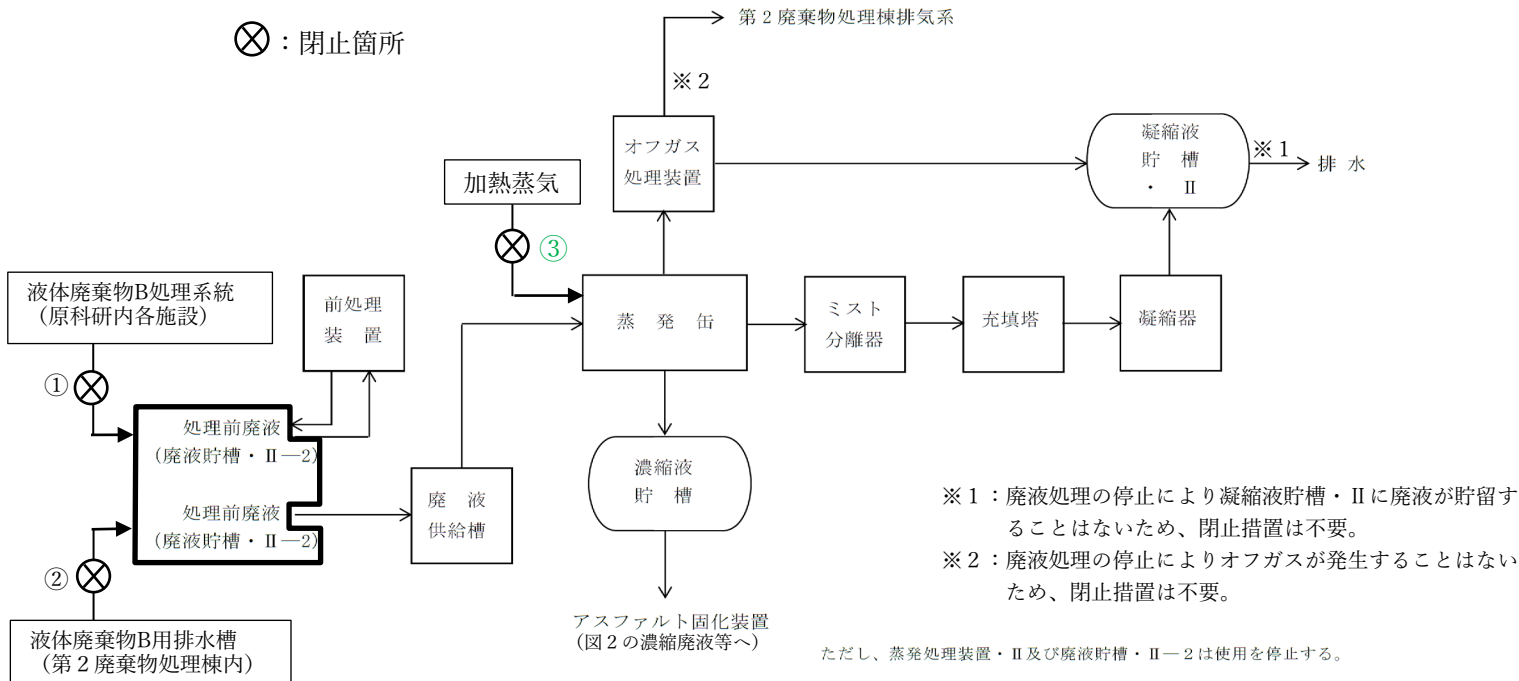 第２廃棄物処理棟排気系
：閉止箇所
※２
オフガス
処理装置
凝縮液
貯 槽
・ Ⅱ
※１
排 水
加熱蒸気
③
液体廃棄物B処理系統
（原科研内各施設）
前処理
装 置
蒸 発 缶
ミスト
分離器
充填塔
凝縮器
①
処理前廃液
(廃液貯槽・Ⅱ―2)
処理前廃液
(廃液貯槽・Ⅱ―2)
廃 液
供給槽
濃縮液
貯 槽
②
液体廃棄物B用排水槽
（第２廃棄物処理棟内）
アスファルト固化装置
（図２の濃縮廃液等へ）
※１：廃液処理の停止により凝縮液貯槽・Ⅱに廃液が貯留す
ることはないため、閉止措置は不要。
※２：廃液処理の停止によりオフガスが発生することはない
ため、閉止措置は不要。
ただし、蒸発処理装置・Ⅱ及び廃液貯槽・Ⅱ―２は使用を停止する。